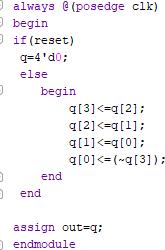 always @(posedge clk)
begin
if(reset)
q=4'd0;
else
begin
q[3]<=q[2];
q[2]<=q[1];
q[1]<=q[0];
q[0]<=(~q[3]);
end
end
assign out=q;
endmodule